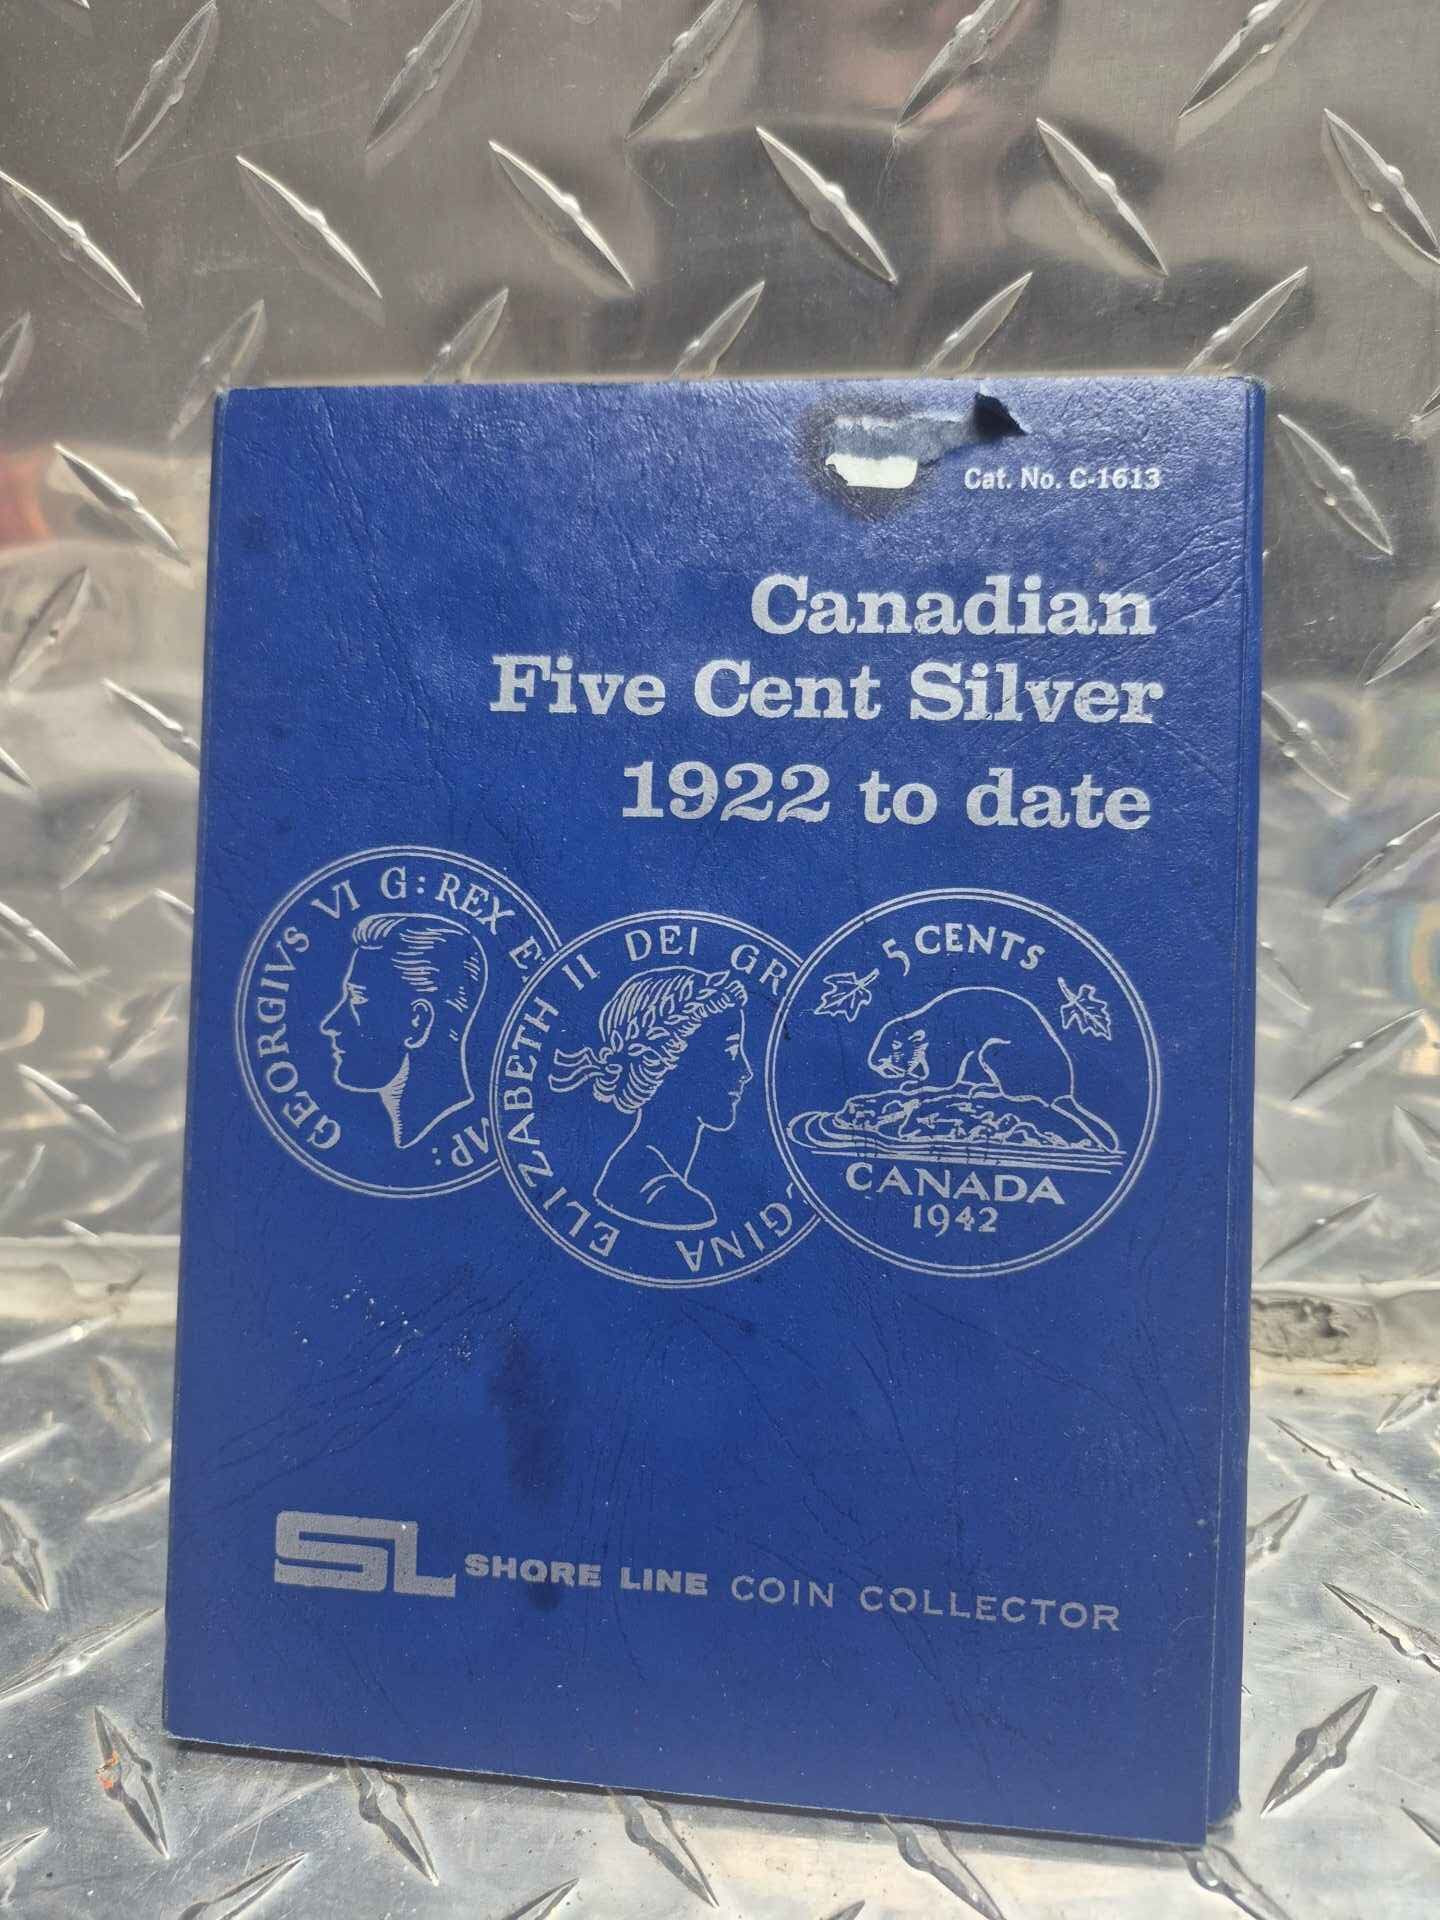 Cat. No. C-1613
Canadian
Five Cent Silver
1922 to date
GEORGIVS VI G: REX
ELIZABETH II DEI GR
GINA
5 CENTS
CANADA
1942
SL SHORE LINE COIN COLLECTOR